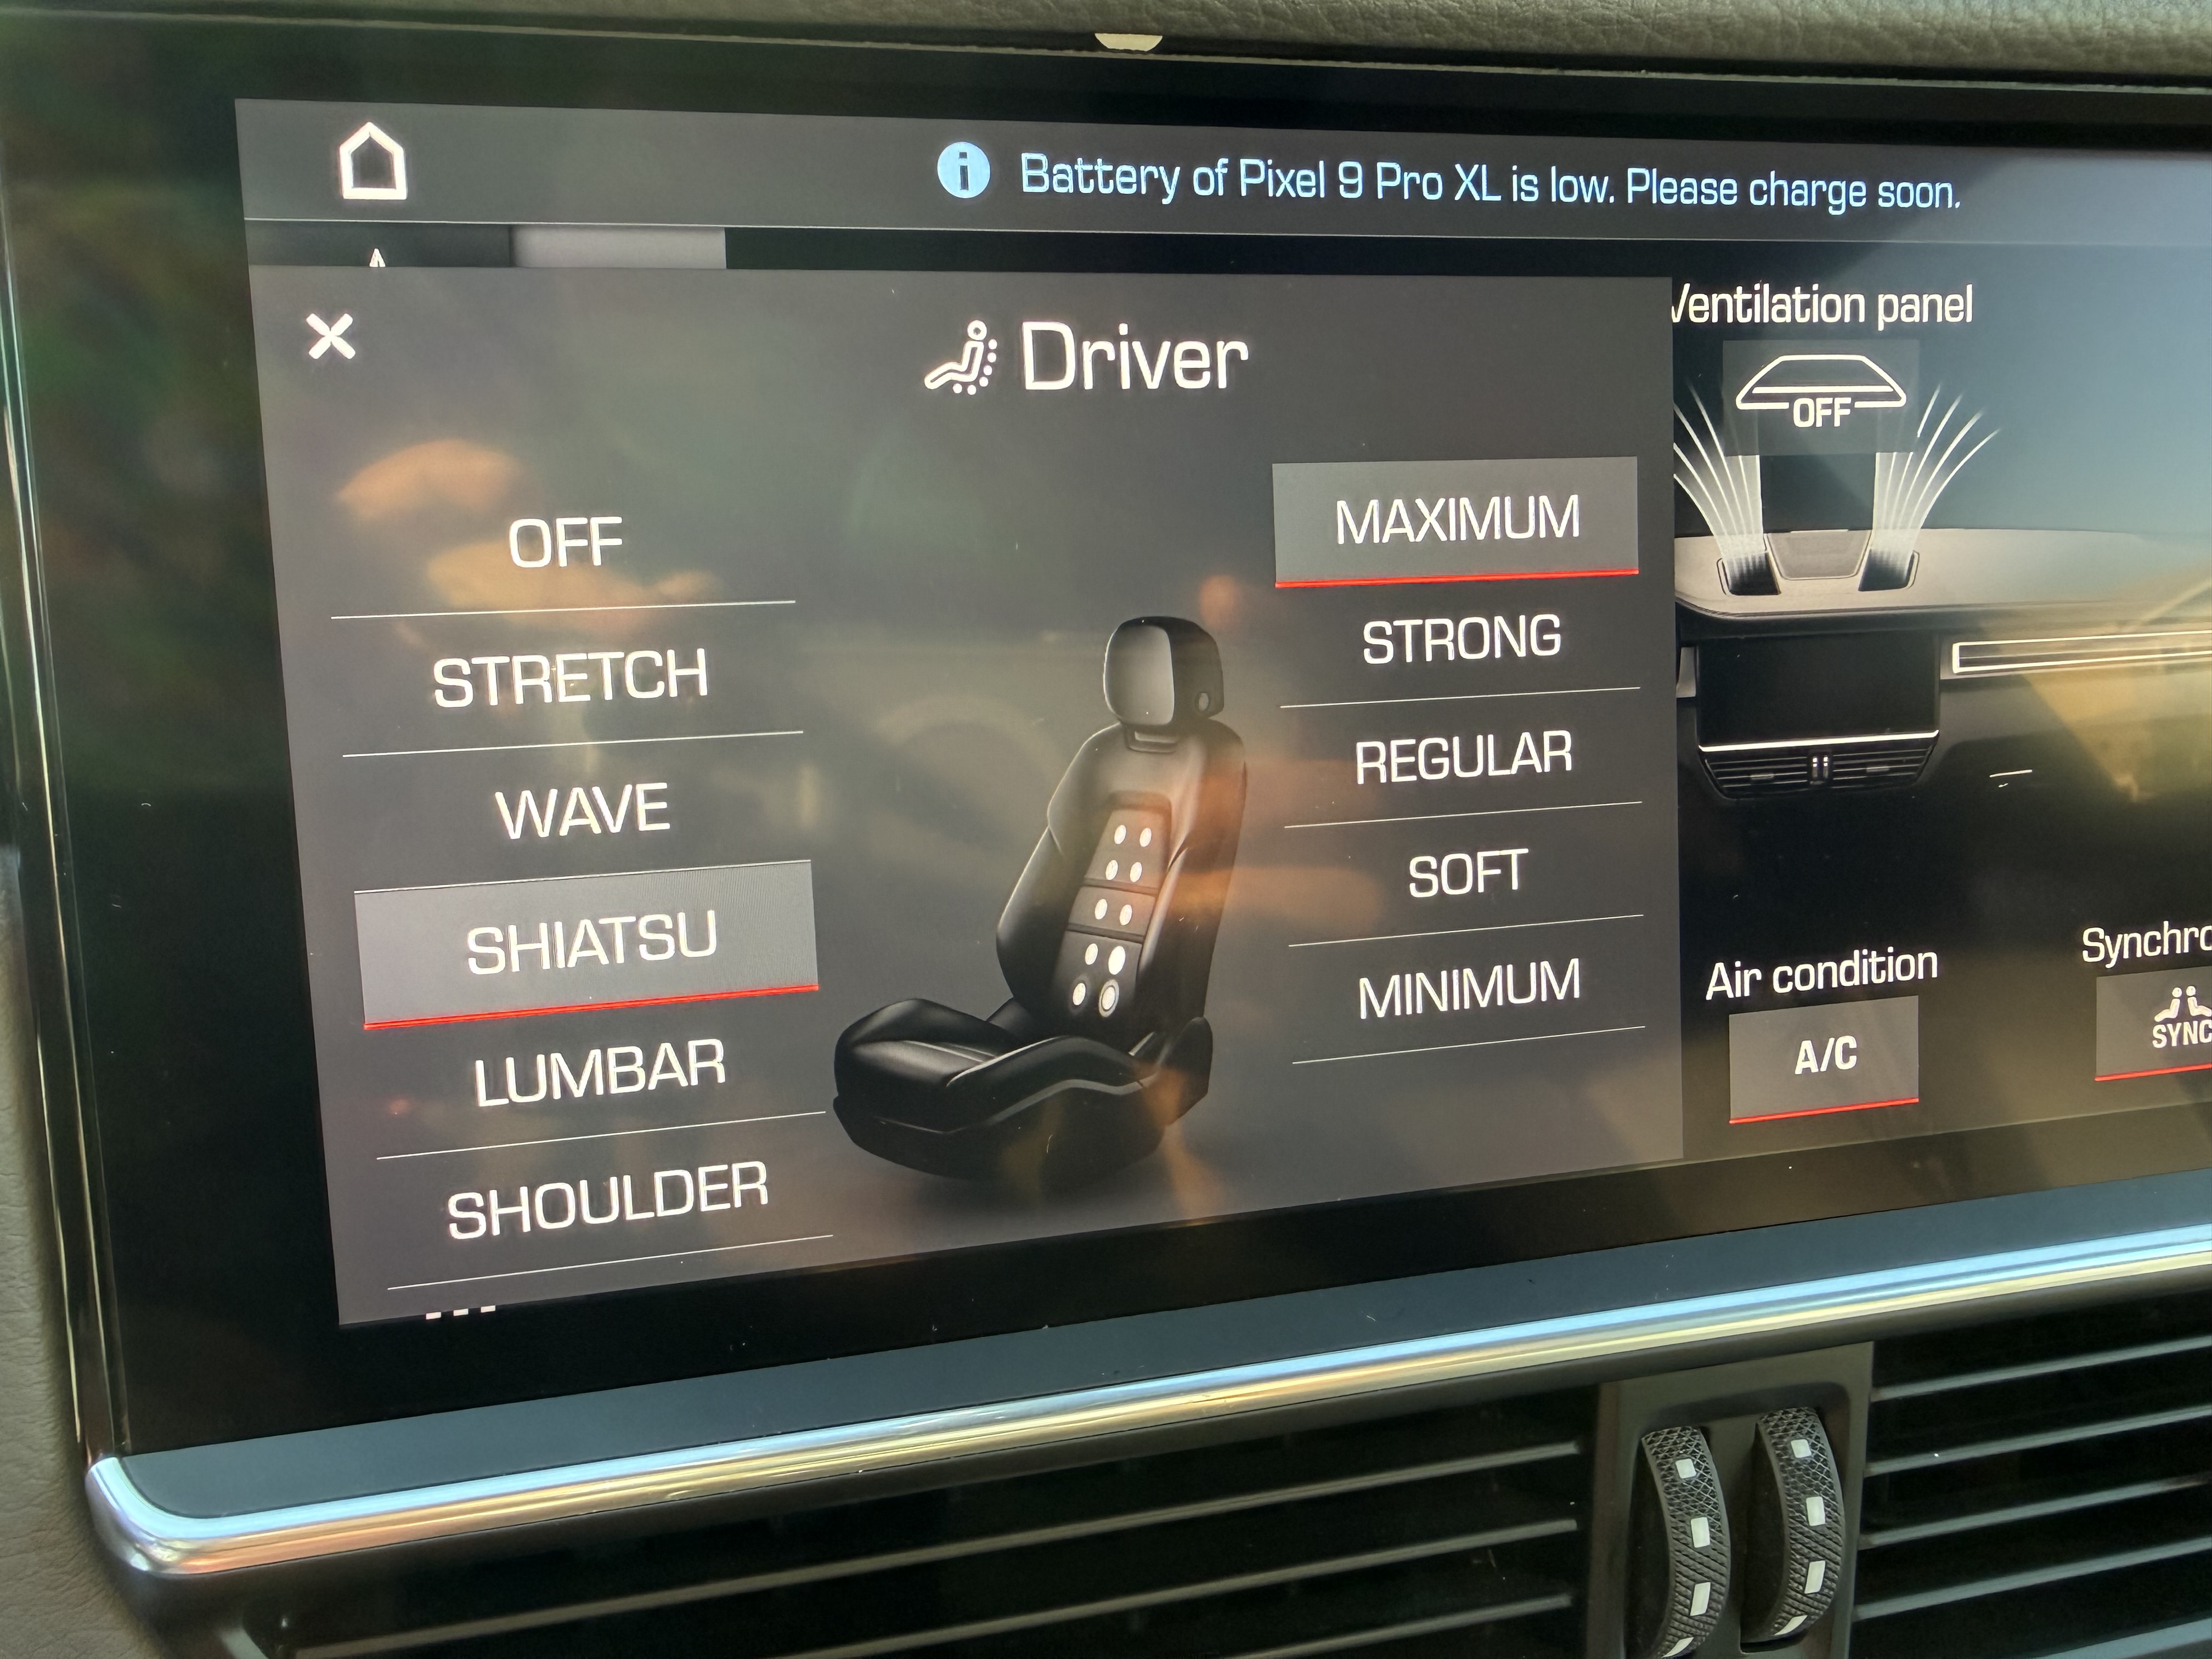 Battery of Pixel 9 Pro XL is low. Please charge soon.
Driver
OFF
STRETCH
WAVE
SHIATSU
LUMBAR
SHOULDER
MAXIMUM
STRONG
REGULAR
SOFT
MINIMUM
Ventilation panel
OFF
Air condition
A/C
SYNC